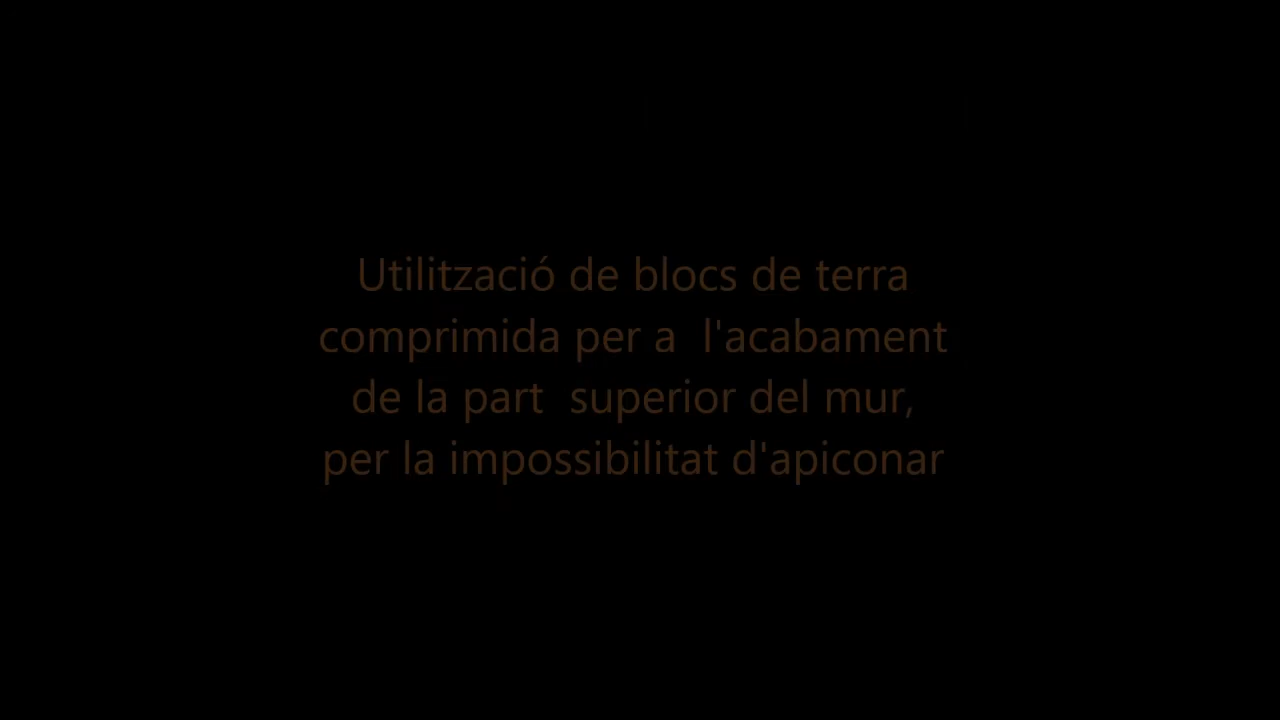 Utilització de blocs de terra
comprimida per a  l'acabament
de la part  superior del mur,
per la impossibilitat d'apiconar